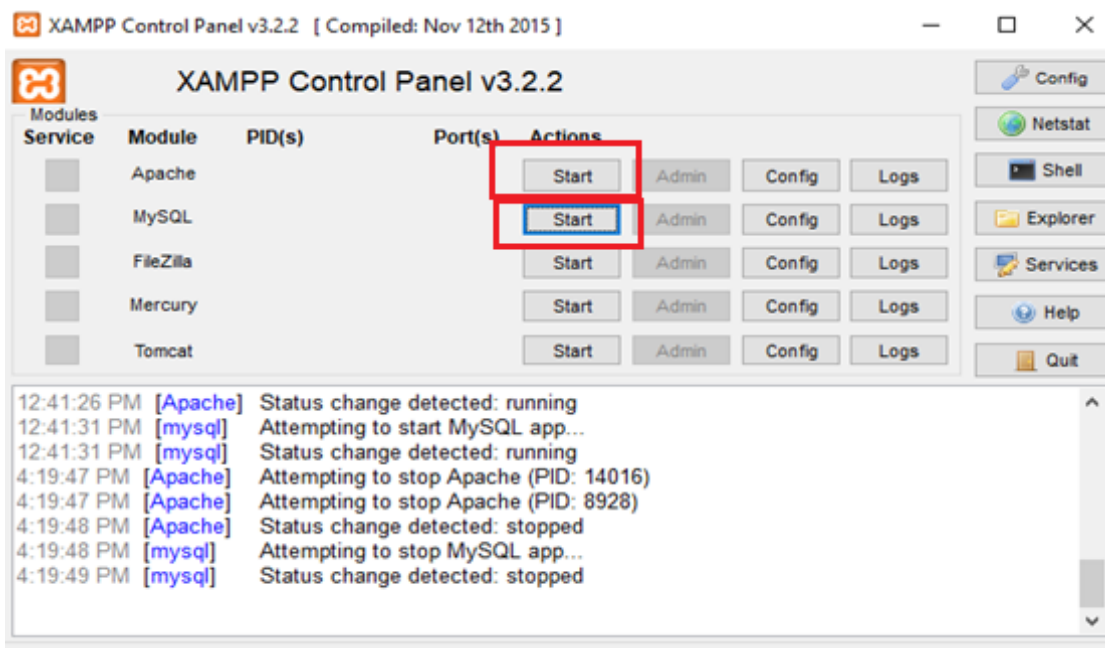 XAMPP Control Panel v3.2.2 [ Compiled: Nov 12th 2015 ]
XAMPP Control Panel v3.2.2
Config
Modules
Service Module PID(s) Port(s) Actions
Netstat
Apache Start Admin Config Logs
Shell
MySQL Start Admin Config Logs
Explorer
FileZilla Start Admin Config Logs
Services
Mercury Start Admin Config Logs
Help
Tomcat Start Admin Config Logs
Quit
12:41:26 PM [Apache] Status change detected: running
12:41:31 PM [mysql] Attempting to start MySQL app...
12:41:31 PM [mysql] Status change detected: running
4:19:47 PM [Apache] Attempting to stop Apache (PID: 14016)
4:19:47 PM [Apache] Attempting to stop Apache (PID: 8928)
4:19:48 PM [Apache] Status change detected: stopped
4:19:48 PM [mysql] Attempting to stop MySQL app...
4:19:49 PM [mysql] Status change detected: stopped